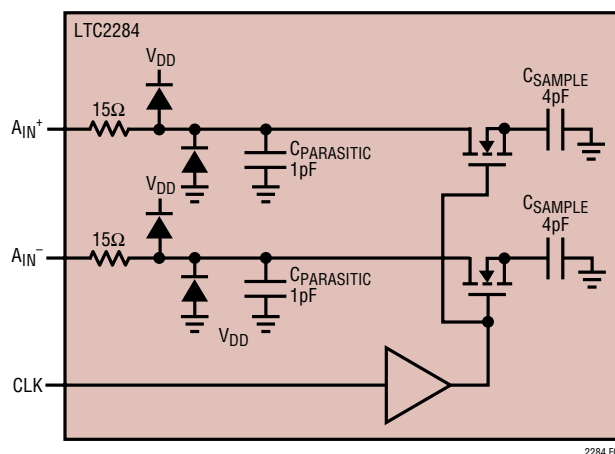 LTC2284
VDD
CSAMPLE
4pF
15Ω
AIN+
CPARASITIC
1pF
VDD
CSAMPLE
4pF
15Ω
AIN–
CPARASITIC
1pF
VDD
CLK